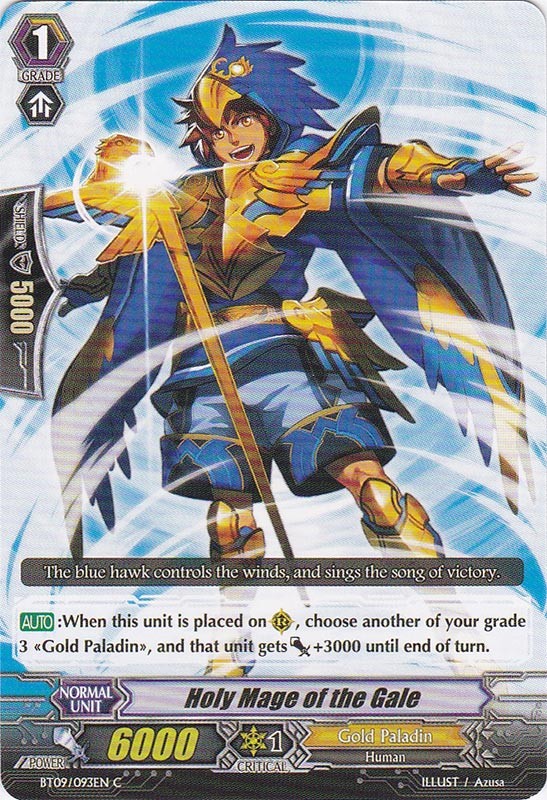 1
GRADE
SHIELD
5000
The blue hawk controls the winds, and sings the song of victory.
AUTO :When this unit is placed on R, choose another of your grade
3 «Gold Paladin», and that unit gets +3000 until end of turn.
NORMAL
UNIT
Holy Mage of the Gale
POWER
6000
1
CRITICAL
Gold Paladin
Human
BT09/093EN C
ILLUST / Azusa